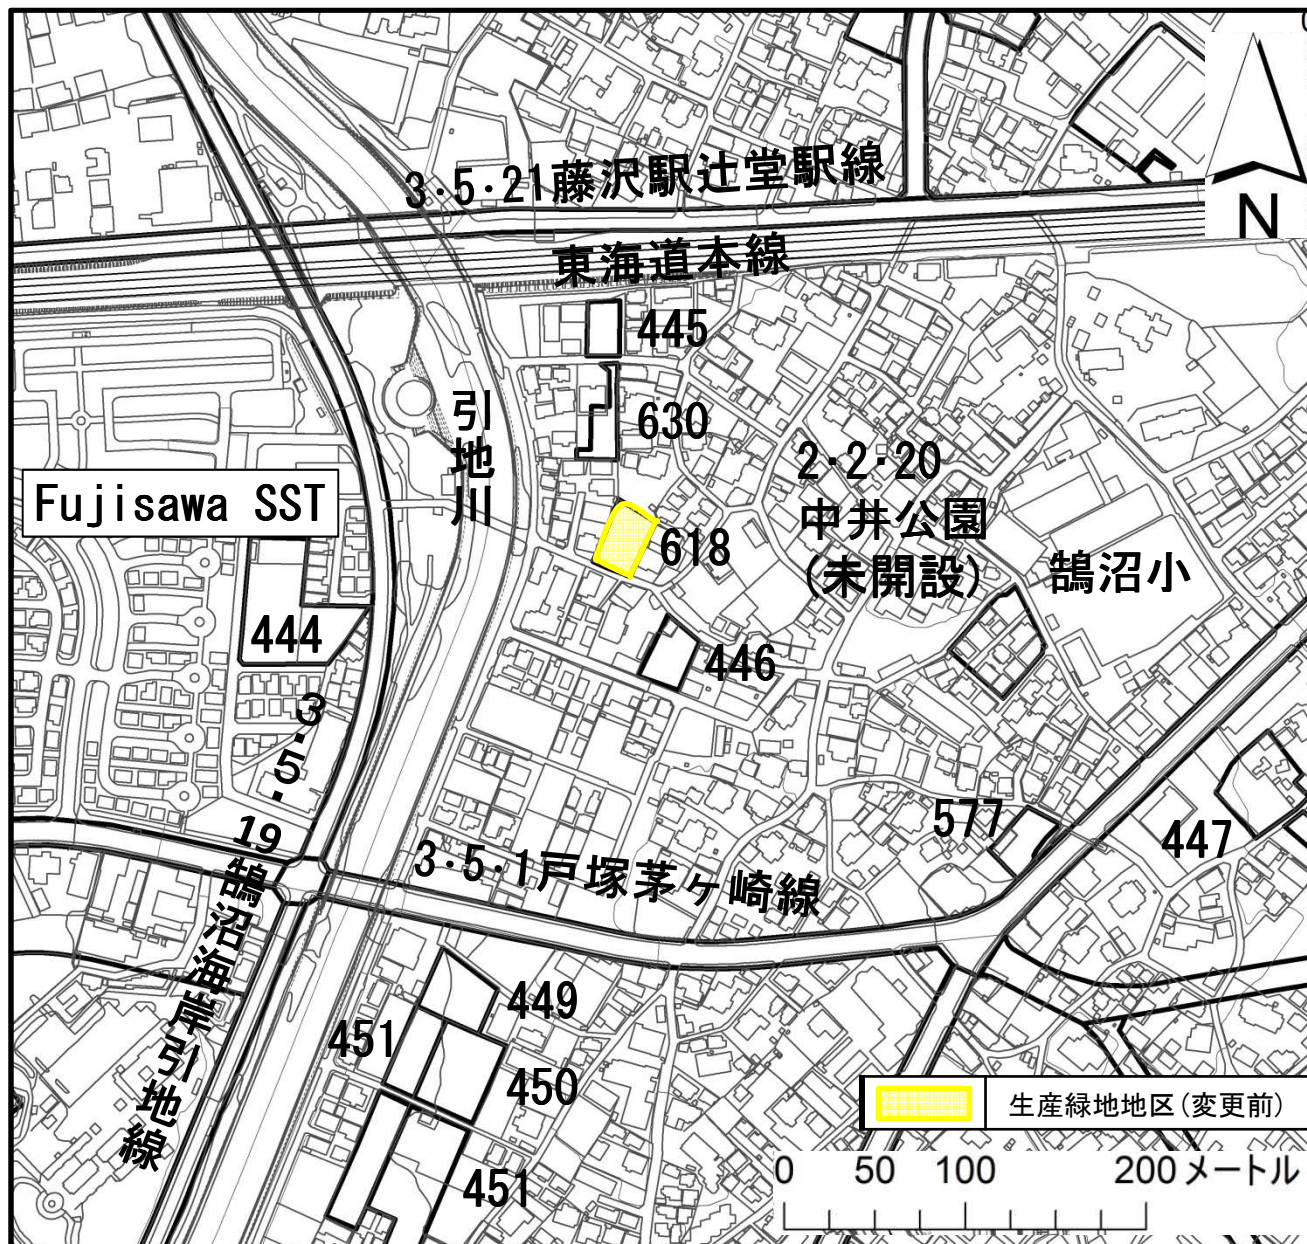 3・5・21藤沢駅辻堂駅線
N
東海道本線
445
引地川
630
2・2・20
中井公園
(未開設)
Fujisawa SST
618
鵠沼小
444
446
3・5・19鵠沼海岸引地線
577
447
3・5・1戸塚茅ヶ崎線
449
451
450
生産緑地地区(変更前)
451
0 50 100 200メートル